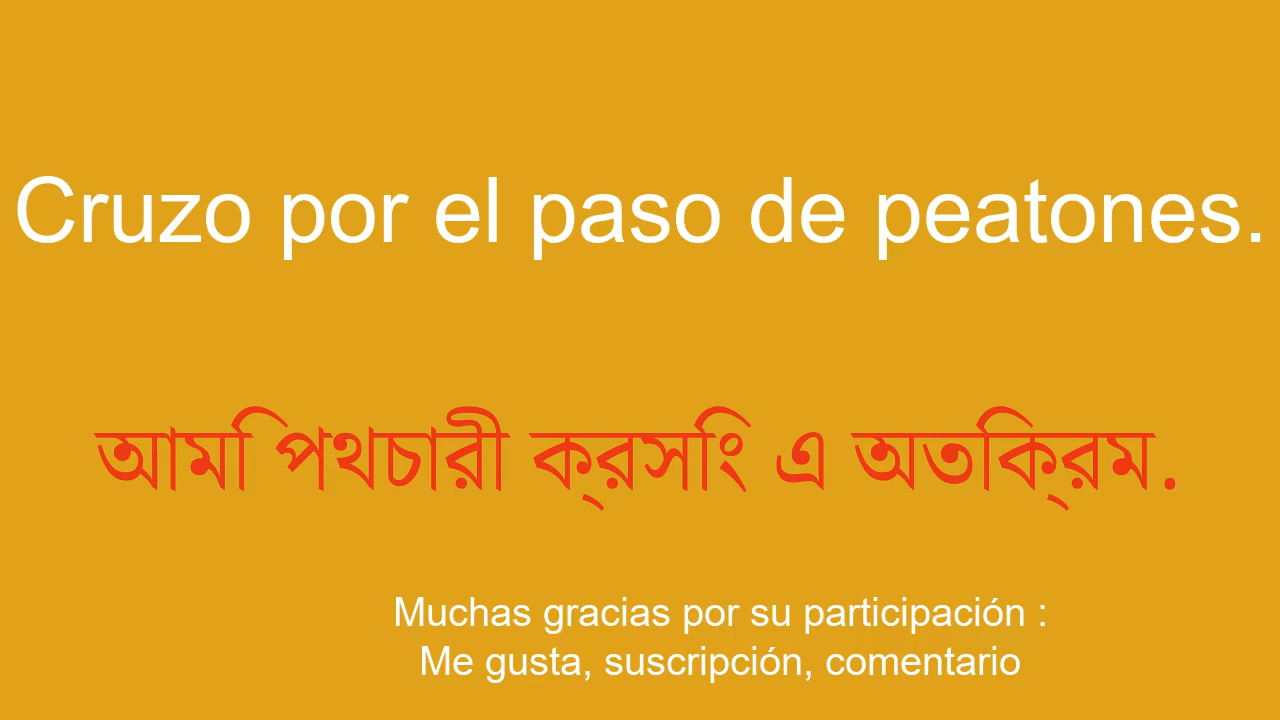 Cruzo por el paso de peatones.
আমি পথচারী ক্রসিং এ অতিক্রম.
Muchas gracias por su participación :
Me gusta, suscripción, comentario